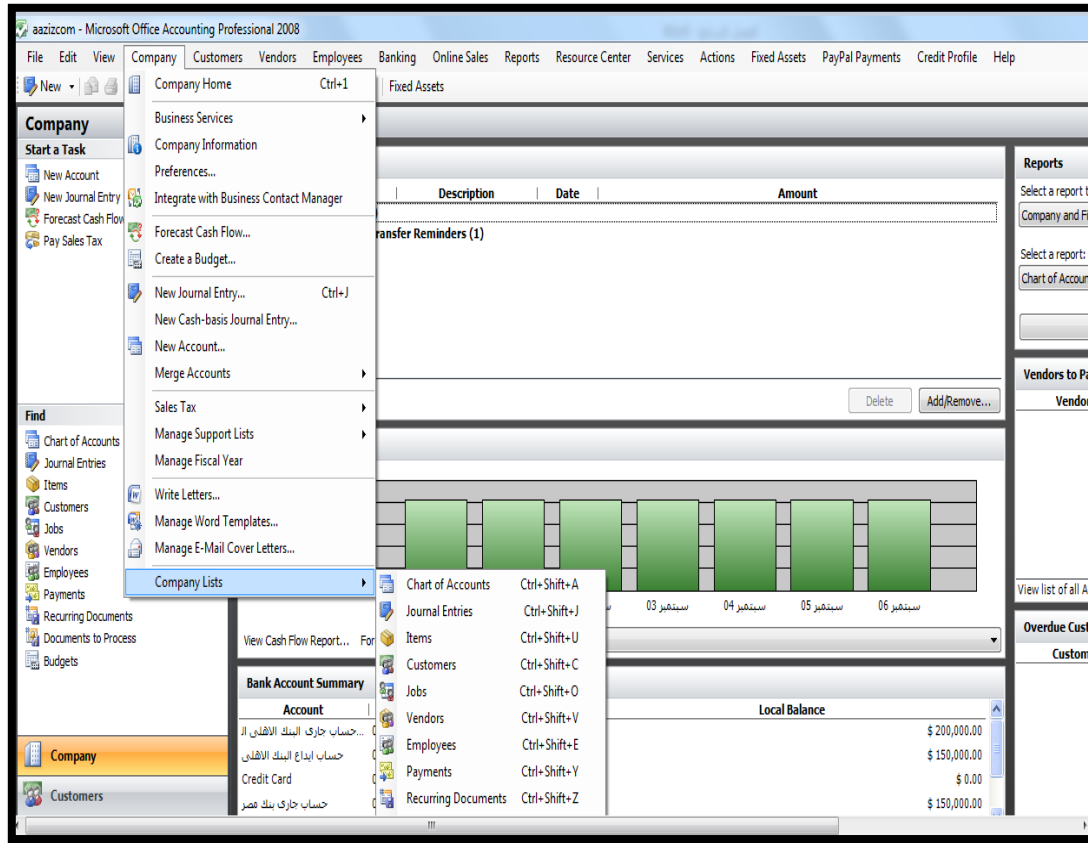 aazizcom - Microsoft Office Accounting Professional 2008
File Edit View Company Customers Vendors Employees Banking Online Sales Reports Resource Center Services Actions Fixed Assets PayPal Payments Credit Profile Help
New Fixed Assets
Company Home Ctrl+1
Business Services
Company Information
Preferences...
Integrate with Business Contact Manager
Forecast Cash Flow...
Create a Budget...
New Journal Entry... Ctrl+J
New Cash-basis Journal Entry...
New Account...
Merge Accounts
Sales Tax
Manage Support Lists
Manage Fiscal Year
Write Letters...
Manage Word Templates...
Manage E-Mail Cover Letters...
Company Lists
Chart of Accounts Ctrl+Shift+A
Journal Entries Ctrl+Shift+J
Items Ctrl+Shift+U
Customers Ctrl+Shift+C
Jobs Ctrl+Shift+O
Vendors Ctrl+Shift+V
Employees Ctrl+Shift+E
Payments Ctrl+Shift+Y
Recurring Documents Ctrl+Shift+Z
Company
Start a Task
New Account
New Journal Entry
Forecast Cash Flow
Pay Sales Tax
Find
Chart of Accounts
Journal Entries
Items
Customers
Jobs
Vendors
Employees
Payments
Recurring Documents
Documents to Process
Budgets
Company
Customers
Description Date Amount
Transfer Reminders (1)
Delete Add/Remove...
03 سبتمبر 04 سبتمبر 05 سبتمبر 06 سبتمبر
View Cash Flow Report...
Bank Account Summary
Account Local Balance
حساب جارى البنك الاهلى ال... $ 200,000.00
حساب ايداع البنك الاهلى $ 150,000.00
Credit Card $ 0.00
حساب جارى بنك مصر $ 150,000.00
Reports
Select a report t
Company and Fi
Select a report:
Chart of Accoun
Vendors to Pa
Vendor
View list of all A
Overdue Cust
Custom